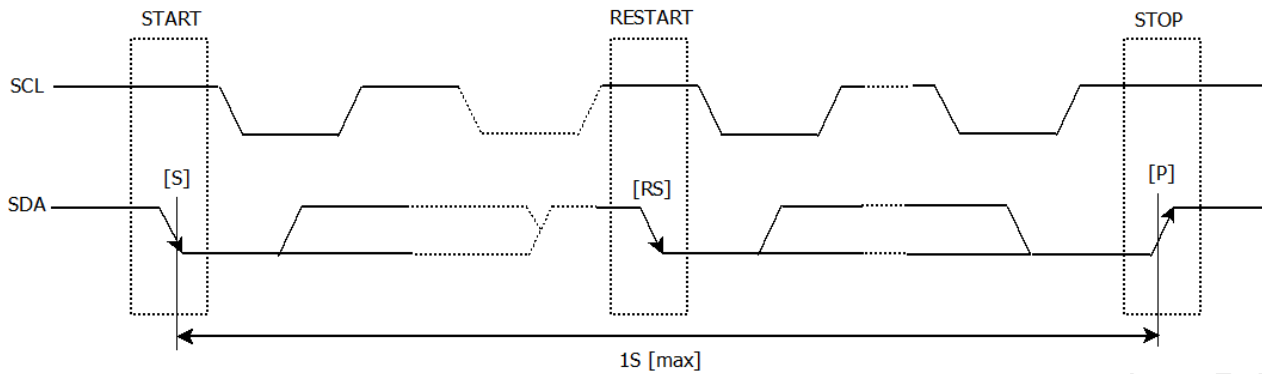 START RESTART STOP
SCL
[S] [RS] [P]
SDA
1S [max]